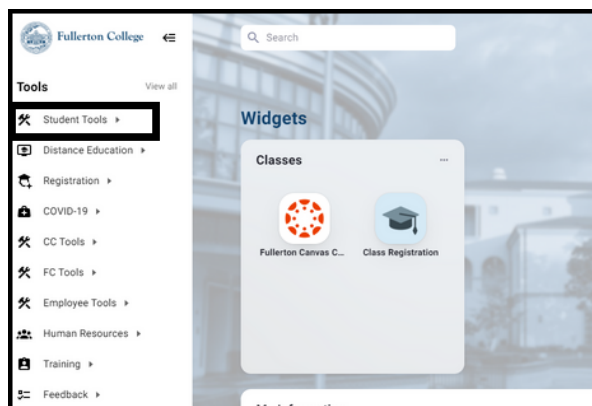 Fullerton College
Search
Tools
View all
Student Tools
Distance Education
Registration
COVID-19
CC Tools
FC Tools
Employee Tools
Human Resources
Training
Feedback
Widgets
Classes
...
Fullerton Canvas C...
Class Registration